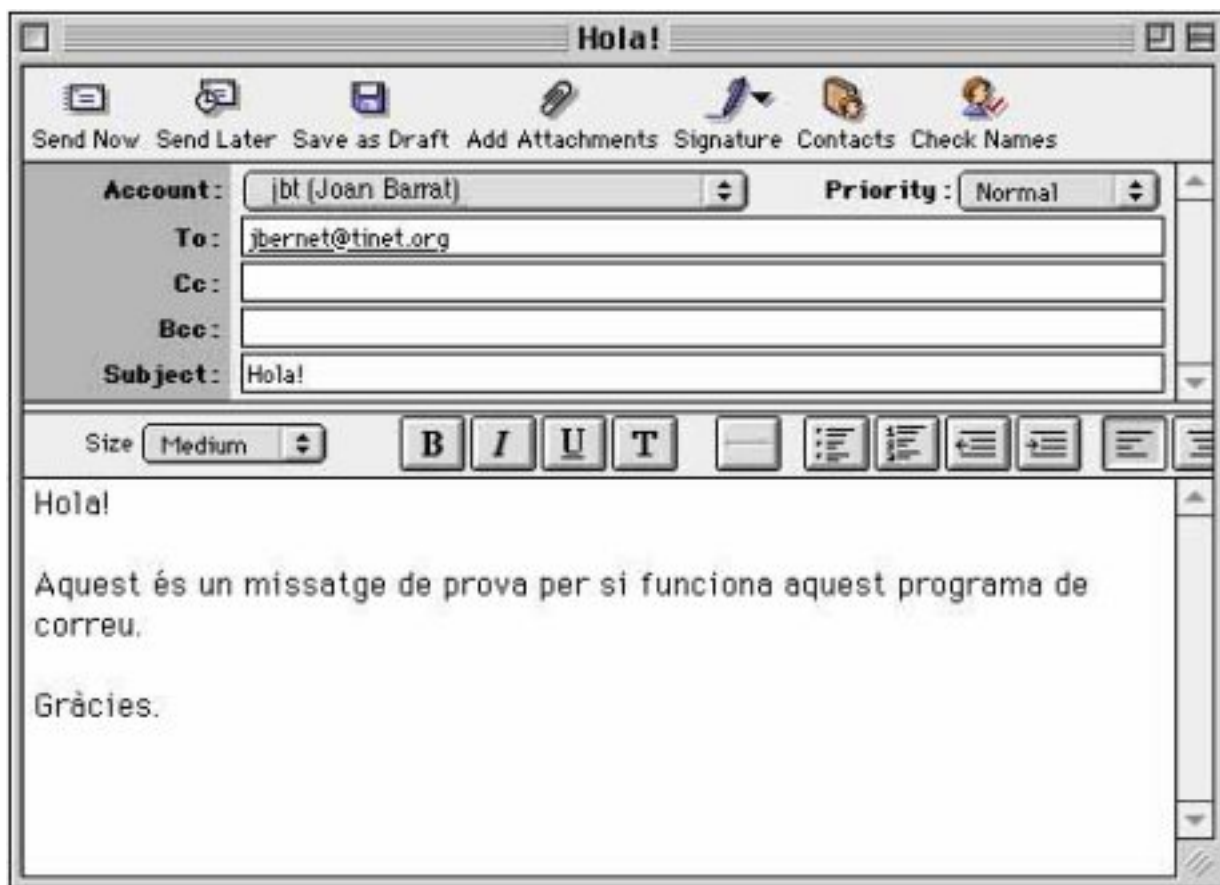 Hola!
Send Now Send Later Save as Draft Add Attachments Signature Contacts Check Names
Account: jbt (Joan Barrat) Priority: Normal
To: jbernet@tinet.org
Cc:
Bcc:
Subject: Hola!
Size Medium B I U T
Hola!
Aquest és un missatge de prova per si funciona aquest programa de
correu.
Gràcies.